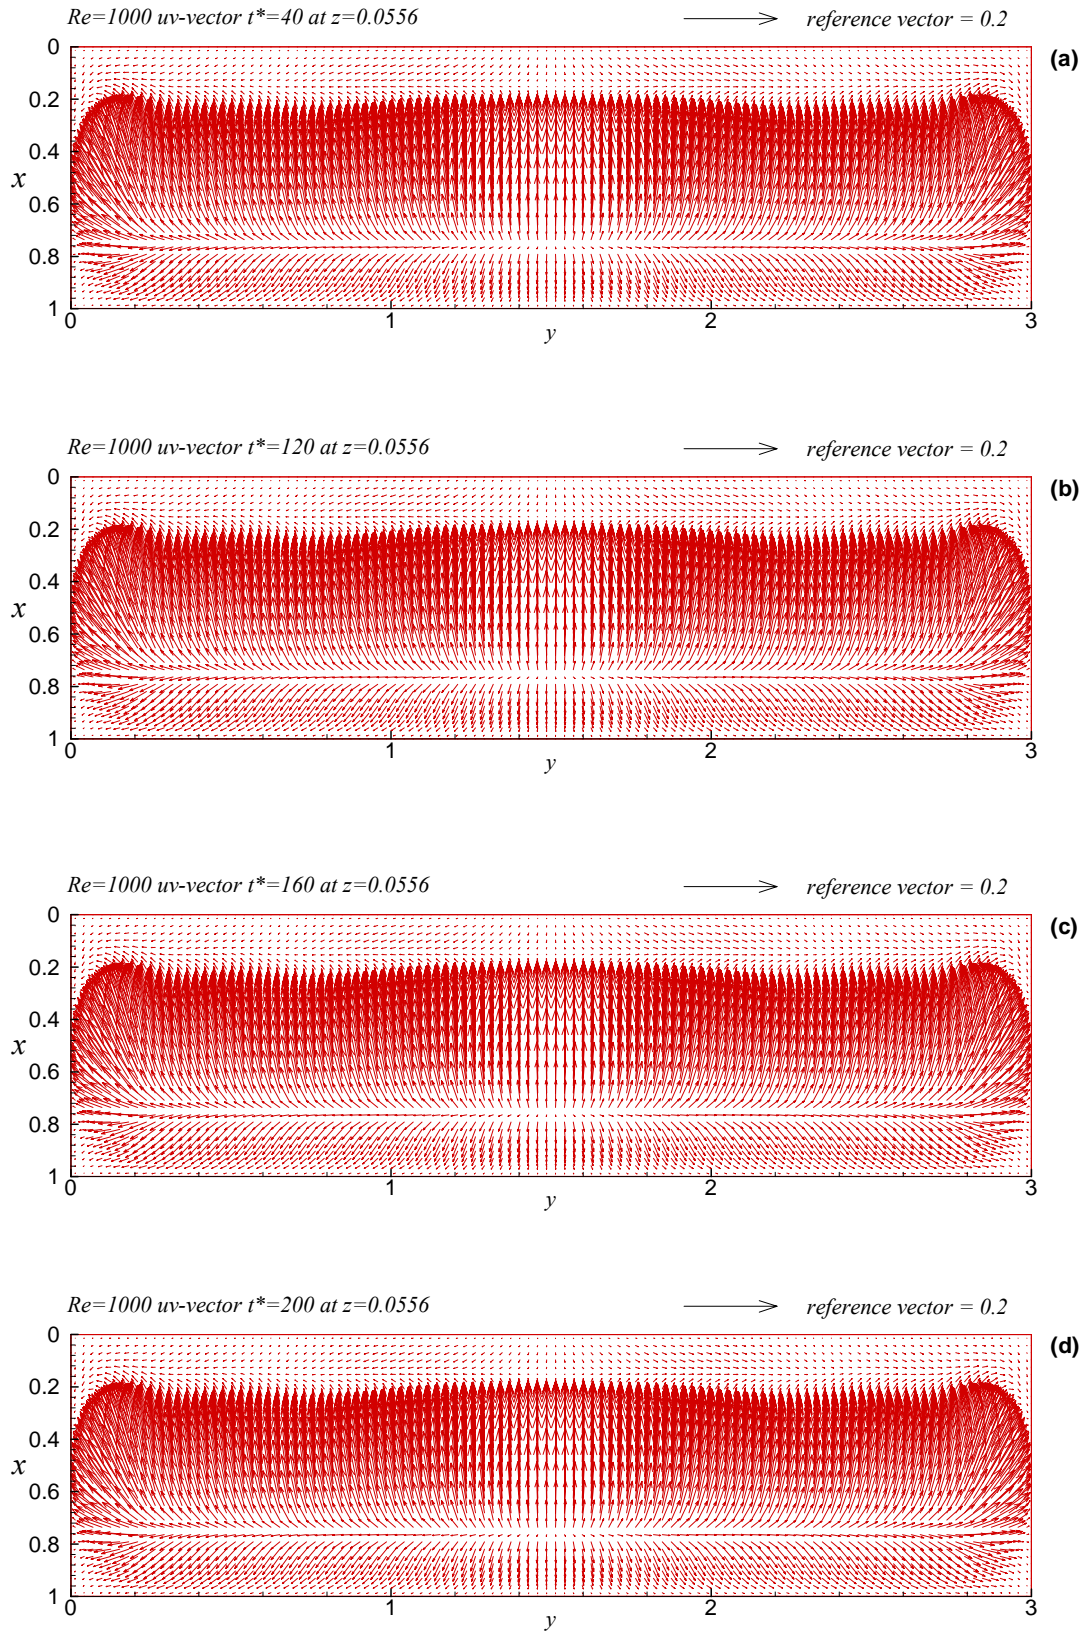 Re=1000 uv-vector t*=40 at z=0.0556 reference vector = 0.2
(a)
0
0.2
0.4
x
0.6
0.8
1
0 1 2 3
y
Re=1000 uv-vector t*=120 at z=0.0556 reference vector = 0.2
(b)
0
0.2
0.4
x
0.6
0.8
1
0 1 2 3
y
Re=1000 uv-vector t*=160 at z=0.0556 reference vector = 0.2
(c)
0
0.2
0.4
x
0.6
0.8
1
0 1 2 3
y
Re=1000 uv-vector t*=200 at z=0.0556 reference vector = 0.2
(d)
0
0.2
0.4
x
0.6
0.8
1
0 1 2 3
y